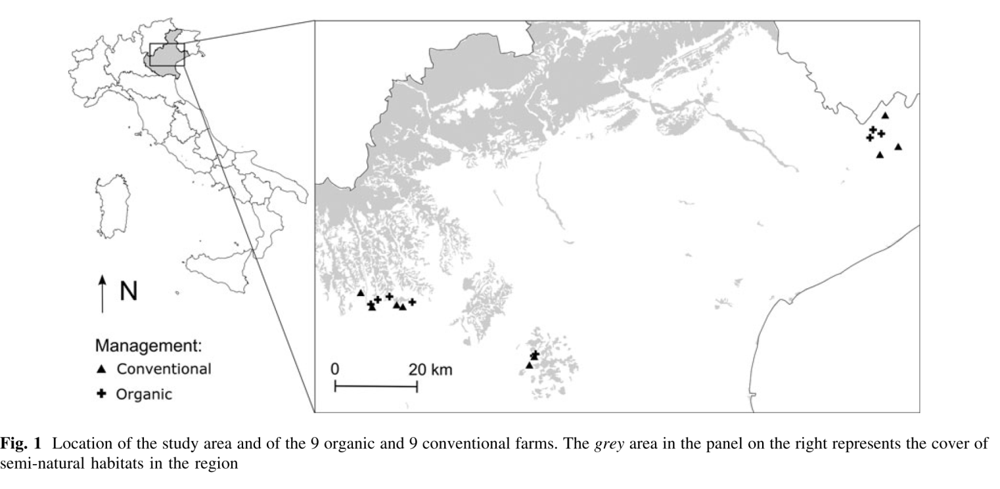 N
Management:
Conventional
Organic
0 20 km
Fig. 1 Location of the study area and of the 9 organic and 9 conventional farms. The grey area in the panel on the right represents the cover of
semi-natural habitats in the region